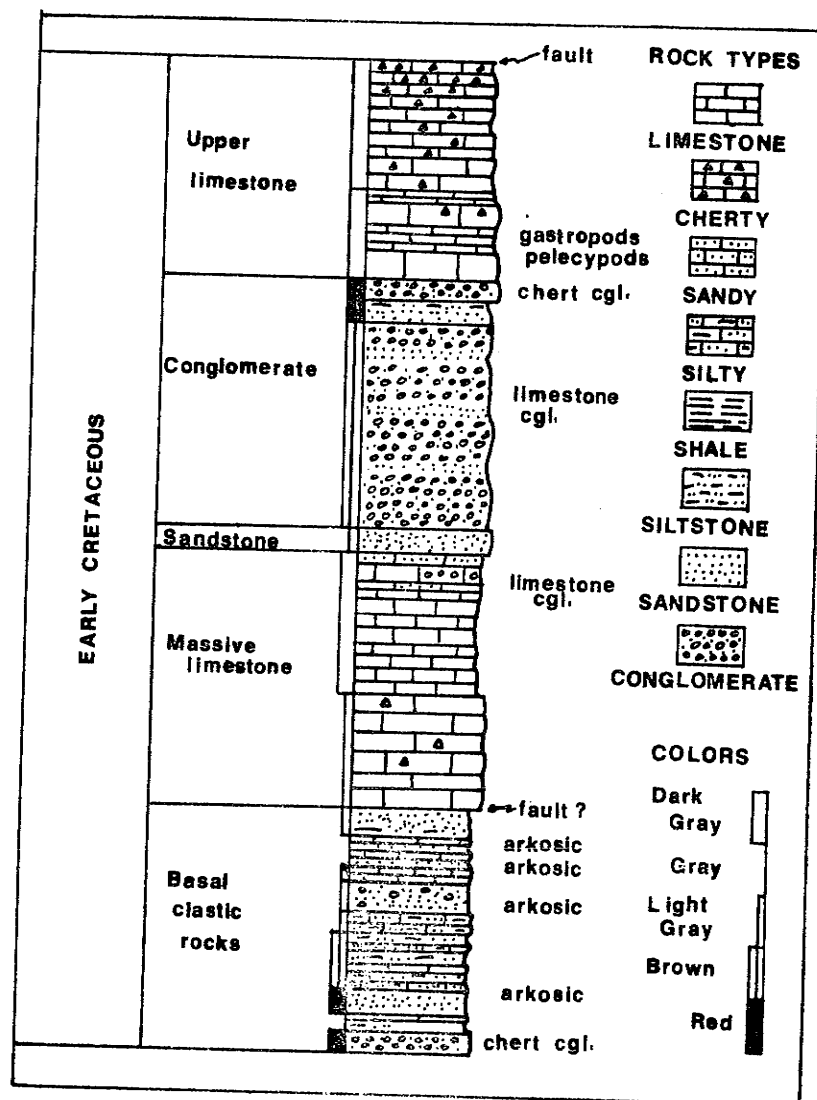 EARLY CRETACEOUS
Upper
limestone
Conglomerate
Sandstone
Massive
limestone
Basal
clastic
rocks
fault
gastropods
pelecypods
chert cgl.
limestone
cgl.
limestone
cgl.
fault ?
arkosic
arkosic
arkosic
arkosic
chert cgl.
ROCK TYPES
LIMESTONE
CHERTY
SANDY
SILTY
SHALE
SILTSTONE
SANDSTONE
CONGLOMERATE
COLORS
Dark
Gray
Gray
Light
Gray
Brown
Red